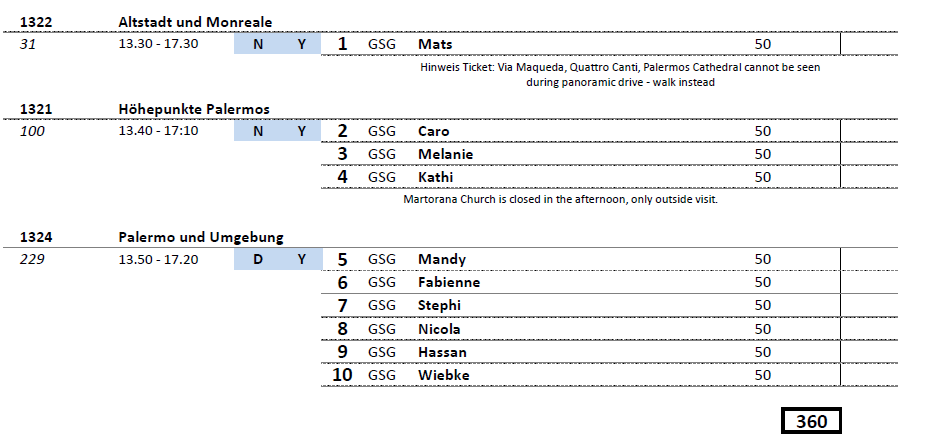 1322 Altstadt und Monreale
31 13.30 - 17.30 N Y 1 GSG Mats 50
Hinweis Ticket: Via Maqueda, Quattro Canti, Palermos Cathedral cannot be seen
during panoramic drive - walk instead
1321 Höhepunkte Palermos
100 13.40 - 17:10 N Y 2 GSG Caro 50
3 GSG Melanie 50
4 GSG Kathi 50
Martorana Church is closed in the afternoon, only outside visit.
1324 Palermo und Umgebung
229 13.50 - 17.20 D Y 5 GSG Mandy 50
6 GSG Fabienne 50
7 GSG Stephi 50
8 GSG Nicola 50
9 GSG Hassan 50
10 GSG Wiebke 50
360